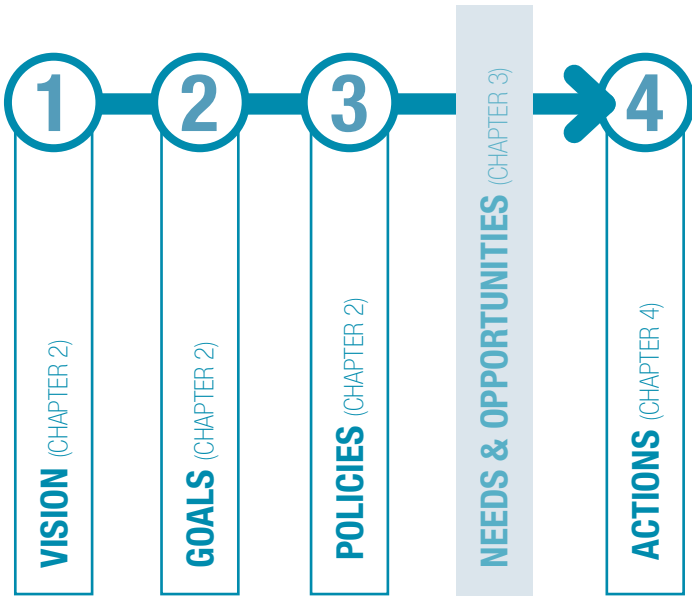 1
2
3
4
VISION (CHAPTER 2)
GOALS (CHAPTER 2)
POLICIES (CHAPTER 2)
NEEDS & OPPORTUNITIES (CHAPTER 3)
ACTIONS (CHAPTER 4)